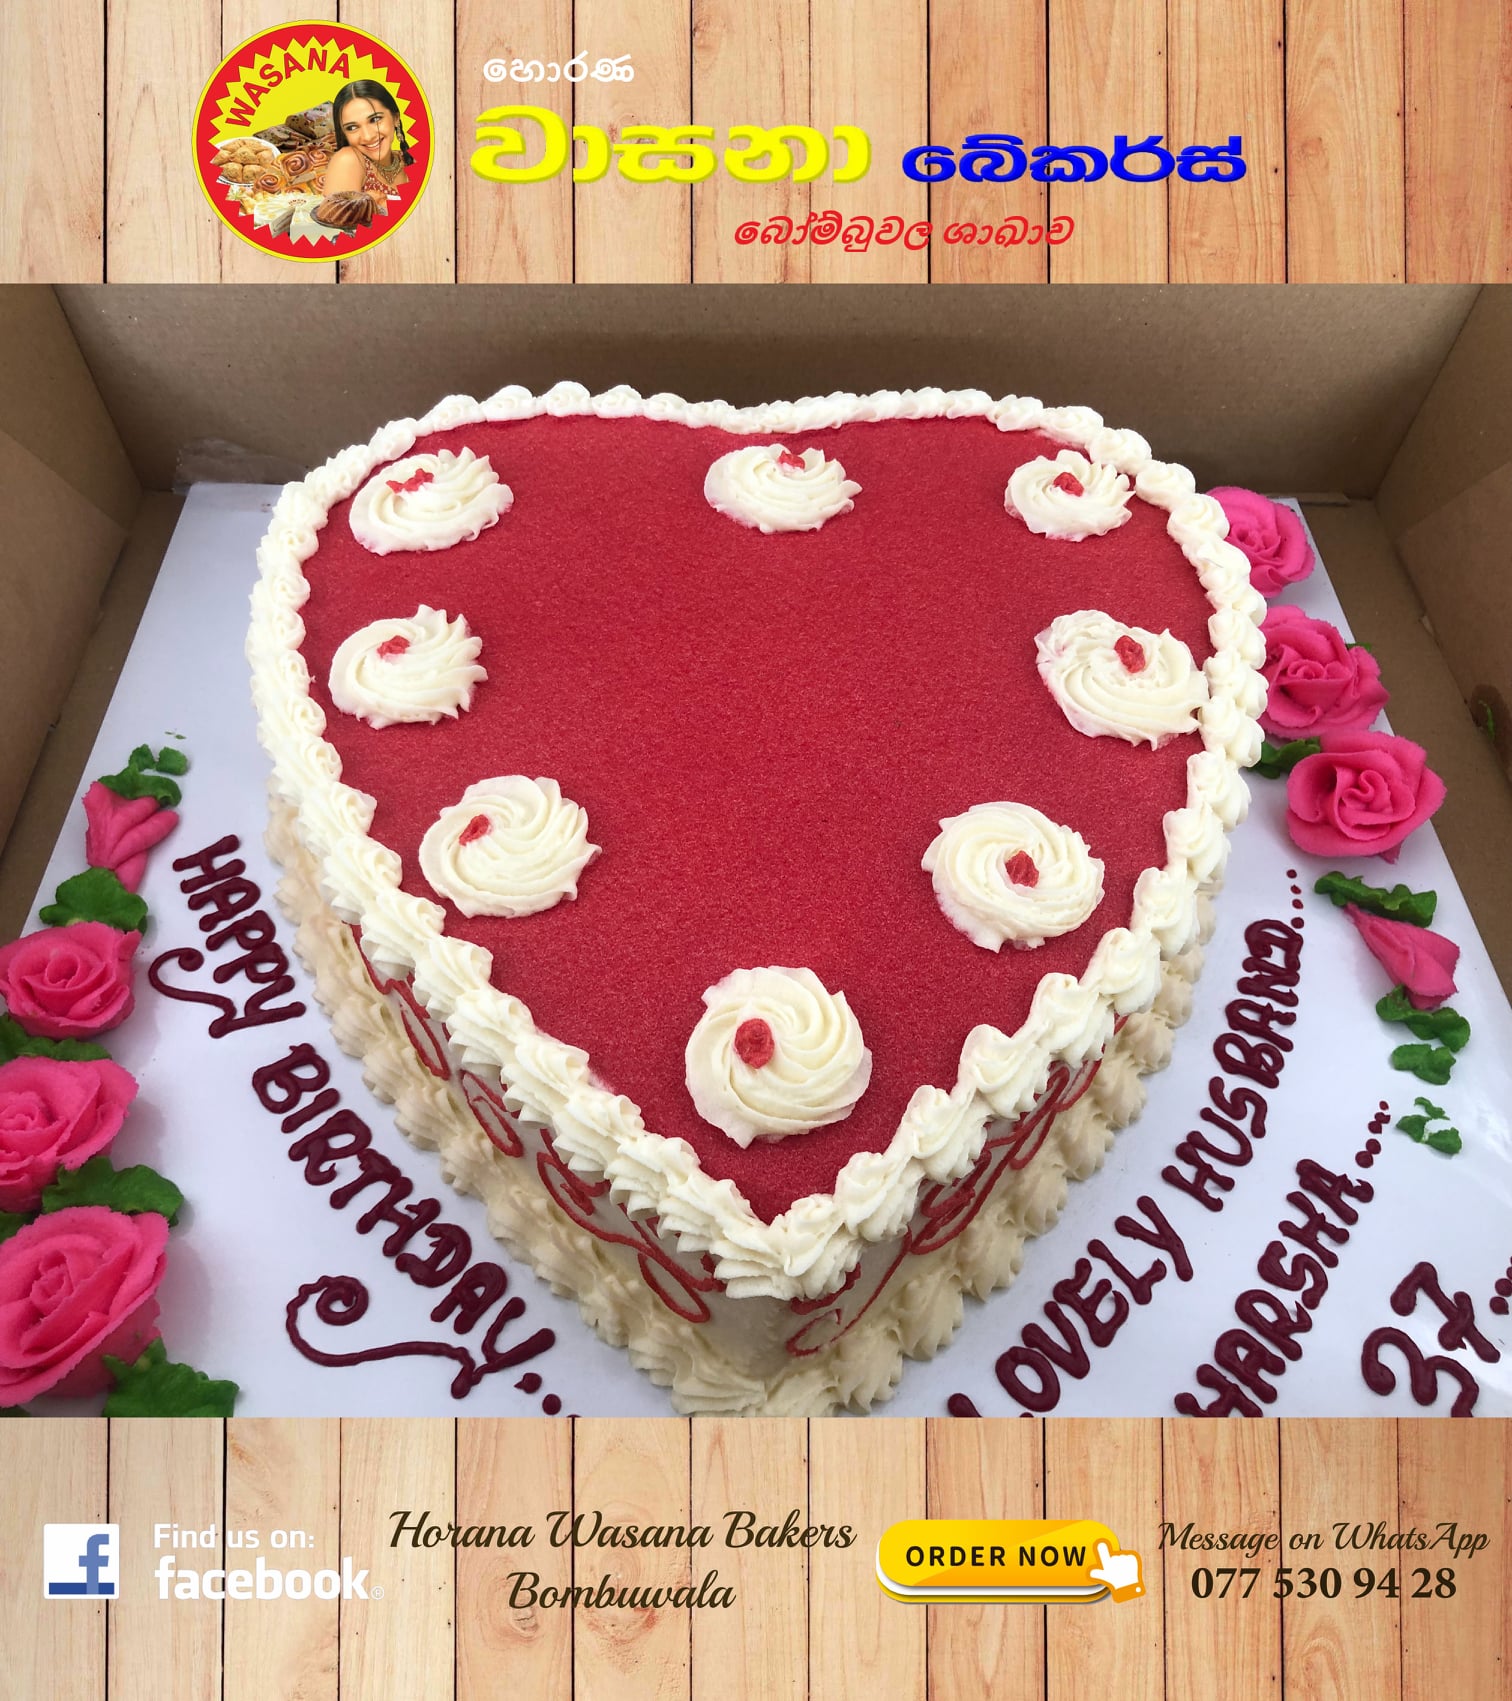 WASANA
හොරණ
වාසනා බේකර්ස්
බෝම්බුවල ශාඛාව
HAPPY BIRTHDAY...
LOVELY HUSBAND....
HARSHA....
37...
Find us on:
facebook®
Horana Wasana Bakers
Bombuwala
ORDER NOW
Message on WhatsApp
077 530 94 28